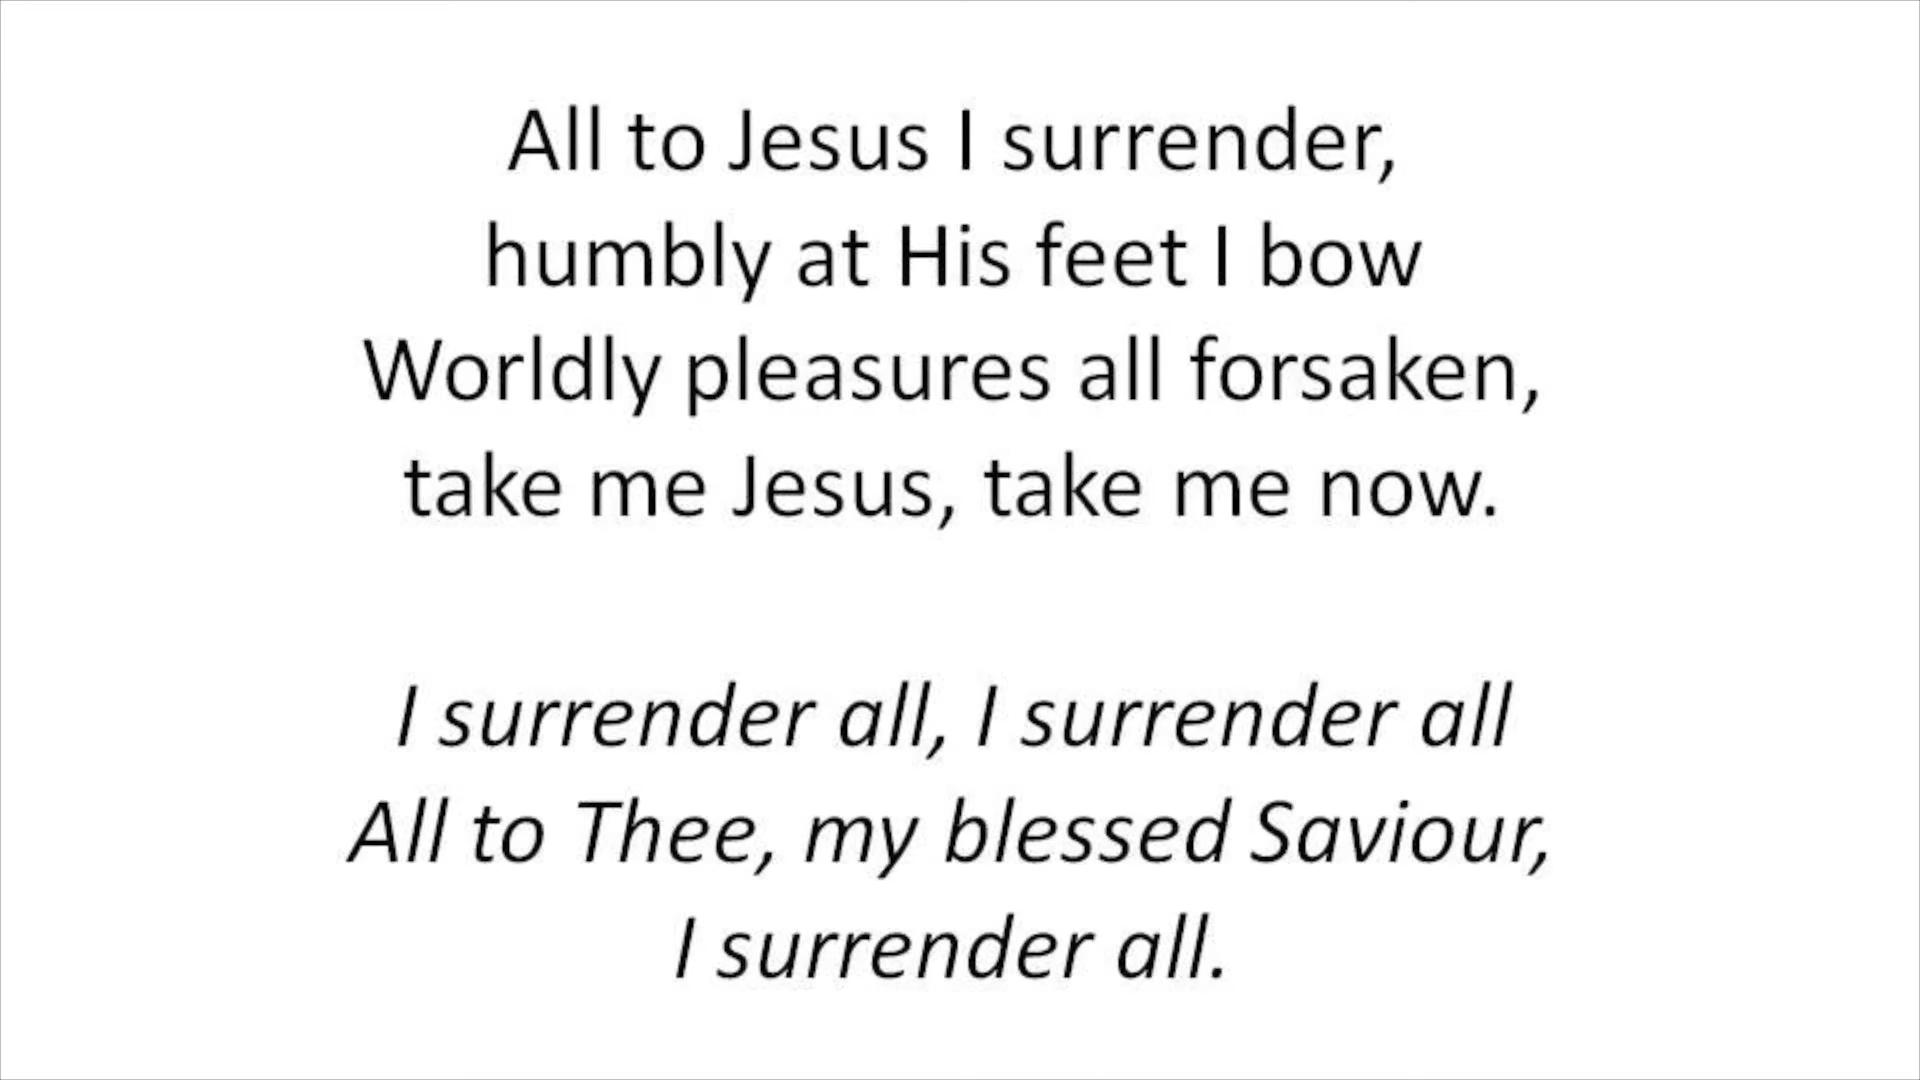 All to Jesus I surrender,
humbly at His feet I bow
Worldly pleasures all forsaken,
take me Jesus, take me now.
I surrender all, I surrender all
All to Thee, my blessed Saviour,
I surrender all.